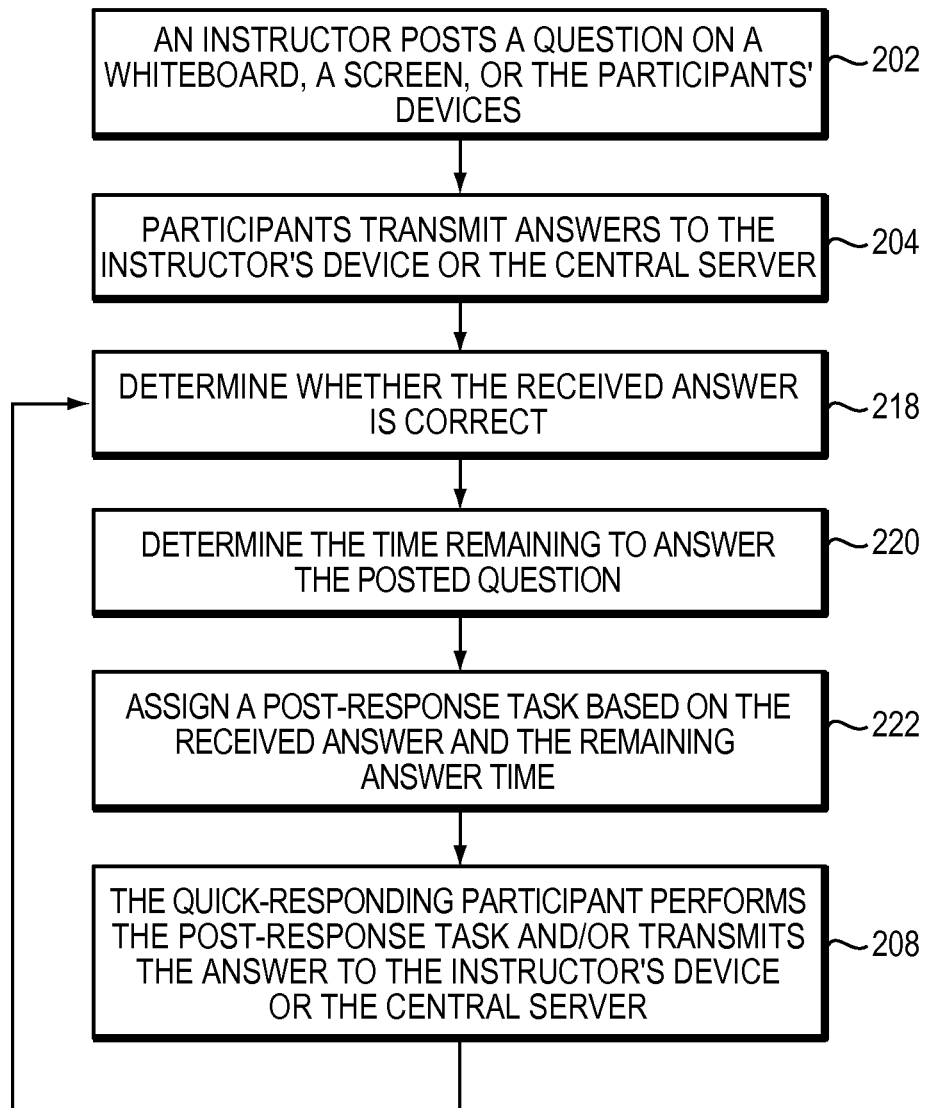 AN INSTRUCTOR POSTS A QUESTION ON A
WHITEBOARD, A SCREEN, OR THE PARTICIPANTS'
DEVICES
202
PARTICIPANTS TRANSMIT ANSWERS TO THE
INSTRUCTOR'S DEVICE OR THE CENTRAL SERVER
204
DETERMINE WHETHER THE RECEIVED ANSWER
IS CORRECT
218
DETERMINE THE TIME REMAINING TO ANSWER
THE POSTED QUESTION
220
ASSIGN A POST-RESPONSE TASK BASED ON THE
RECEIVED ANSWER AND THE REMAINING
ANSWER TIME
222
THE QUICK-RESPONDING PARTICIPANT PERFORMS
THE POST-RESPONSE TASK AND/OR TRANSMITS
THE ANSWER TO THE INSTRUCTOR'S DEVICE
OR THE CENTRAL SERVER
208